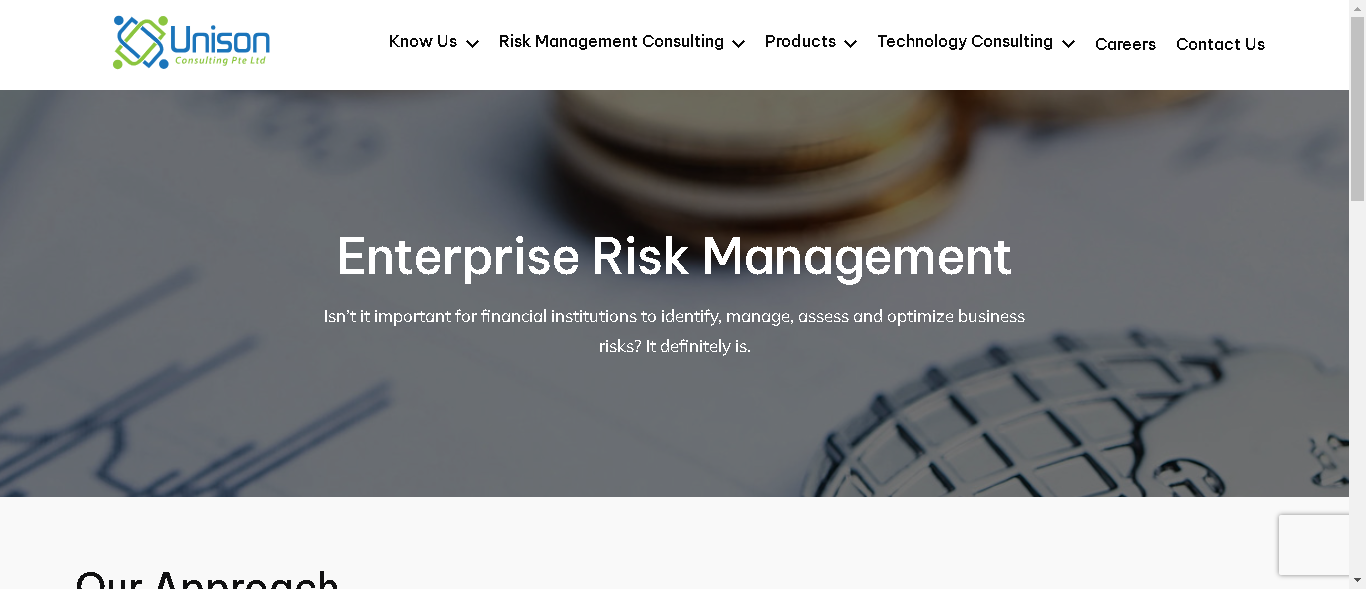 Unison
Consulting Pte Ltd
Know Us
Risk Management Consulting
Products
Technology Consulting
Careers
Contact Us
Enterprise Risk Management
Isn't it important for financial institutions to identify, manage, assess and optimize business
risks? It definitely is.
Our Approach